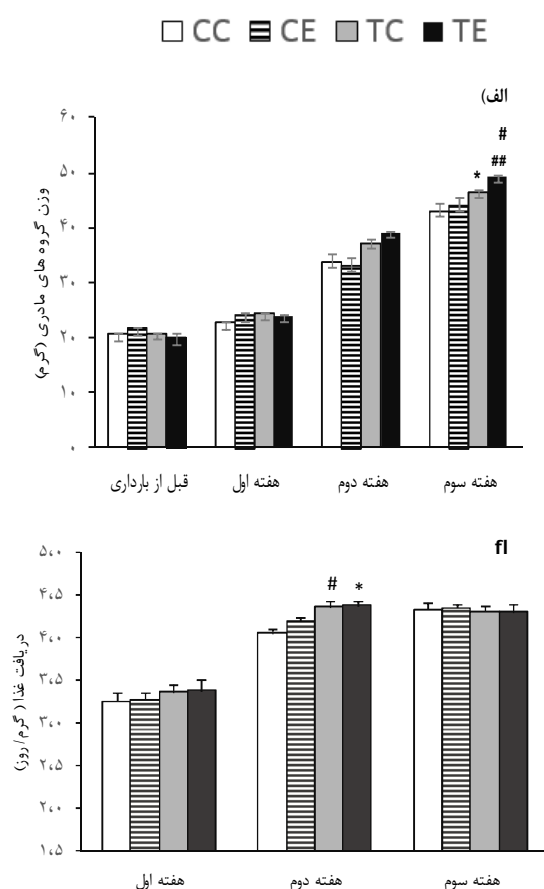 CC CE TC TE
الف)
۶۰
#
##
*
۵۰
۴۰
۳۰
۲۰
۱۰
۰
وزن گروه های مادری (گرم)
قبل از بارداری هفته اول هفته دوم هفته سوم
fl
۵،۰
۴،۵
# *
۴،۰
۳،۵
۳،۰
۲،۵
۲،۰
۱،۵
دریافت غذا (گرم/روز)
هفته اول هفته دوم هفته سوم